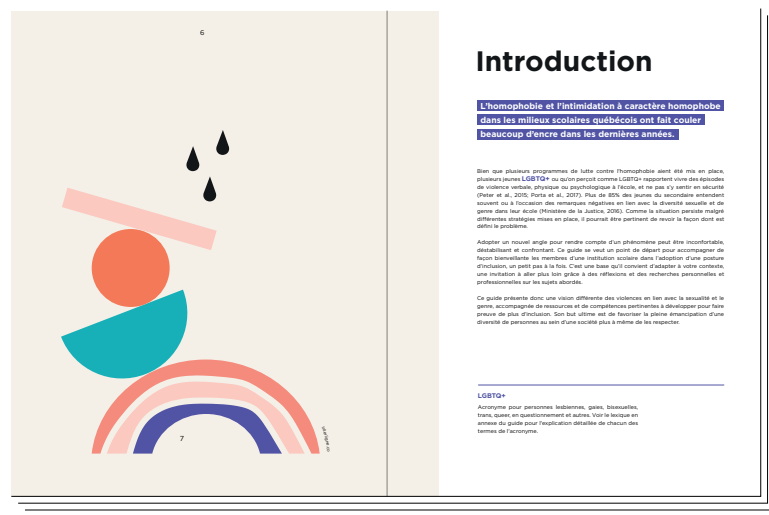 6
7
Introduction
L'homophobie et l'intimidation à caractère homophobe
dans les milieux scolaires québécois ont fait couler
beaucoup d'encre dans les dernières années.
Bien que plusieurs programmes de lutte contre l'homophobie aient été mis en place,
plusieurs jeunes LGBTQ+ ou qu'on perçoit comme LGBTQ+ rapportent vivre des épisodes
de violence verbale, physique ou psychologique à l'école, et ne pas s'y sentir en sécurité
(Peter et al., 2015; Porta et al., 2017). Plus de 85% des jeunes du secondaire entendent
souvent ou à l'occasion des remarques négatives en lien avec la diversité sexuelle et de
genre dans leur école (Ministère de la Justice, 2016). Comme la situation persiste malgré
différentes stratégies mises en place, il pourrait être pertinent de revoir la façon dont est
défini le problème.
Adopter un nouvel angle pour rendre compte d'un phénomène peut être inconfortable,
déstabilisant et confrontant. Ce guide se veut un point de départ pour accompagner de
façon bienveillante les membres d'une institution scolaire dans l'adoption d'une posture
d'inclusion, un petit pas à la fois. C'est une base qu'il convient d'adapter à votre contexte,
une invitation à aller plus loin grâce à des réflexions et des recherches personnelles et
professionnelles sur les sujets abordés.
Ce guide présente donc une vision différente des violences en lien avec la sexualité et le
genre, accompagnée de ressources et de compétences pertinentes à développer pour faire
preuve de plus d'inclusion. Son but ultime est de favoriser la pleine émancipation d'une
diversité de personnes au sein d'une société plus à même de les respecter.
LGBTQ+
Acronyme pour personnes lesbiennes, gaies, bisexuelles,
trans, queer, en questionnement et autres. Voir le lexique en
annexe du guide pour l'explication détaillée de chacun des
termes de l'acronyme.